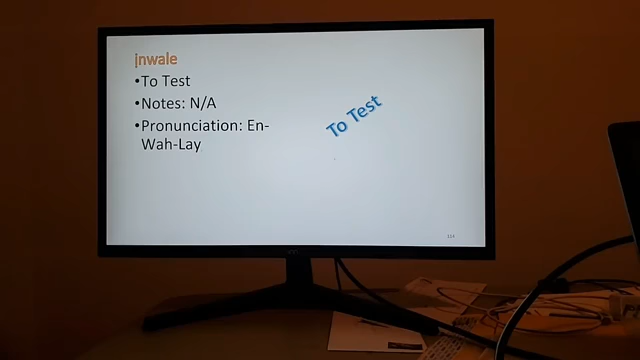 jnwale
•To Test
•Notes: N/A
•Pronunciation: En-
Wah-Lay
To Test